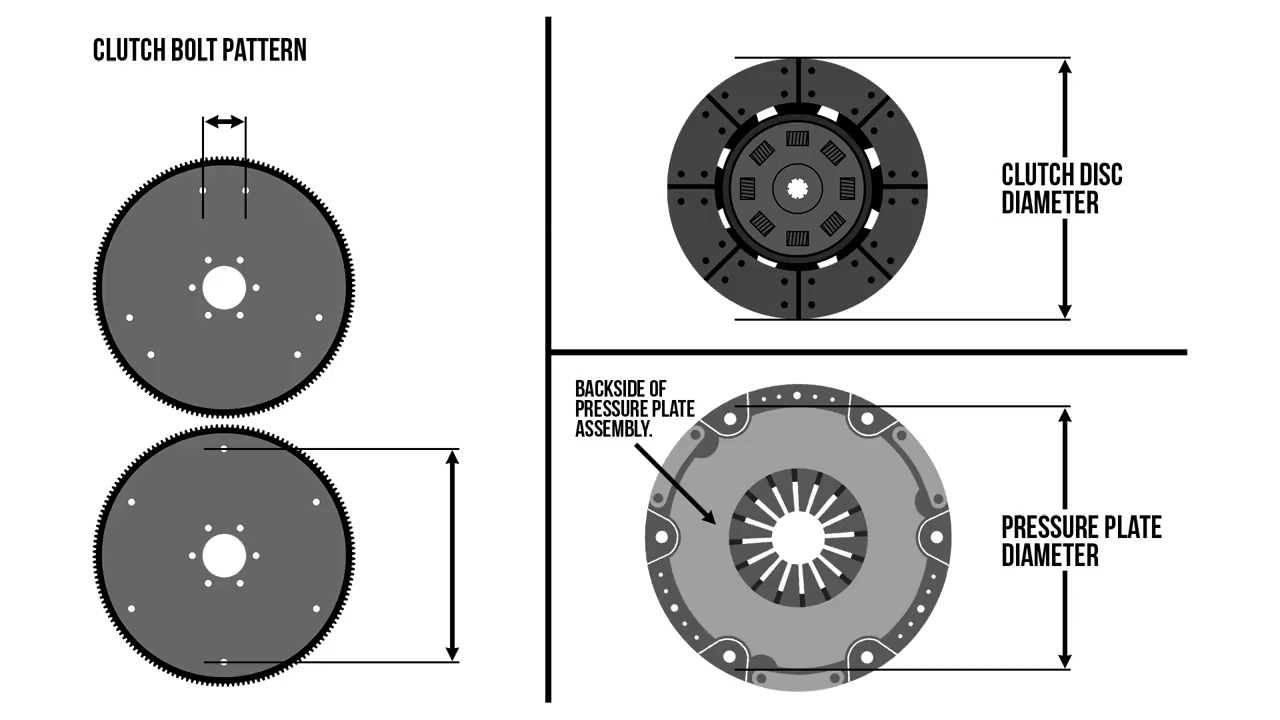 CLUTCH BOLT PATTERN
CLUTCH DISC
DIAMETER
BACKSIDE OF
PRESSURE PLATE
ASSEMBLY.
PRESSURE PLATE
DIAMETER